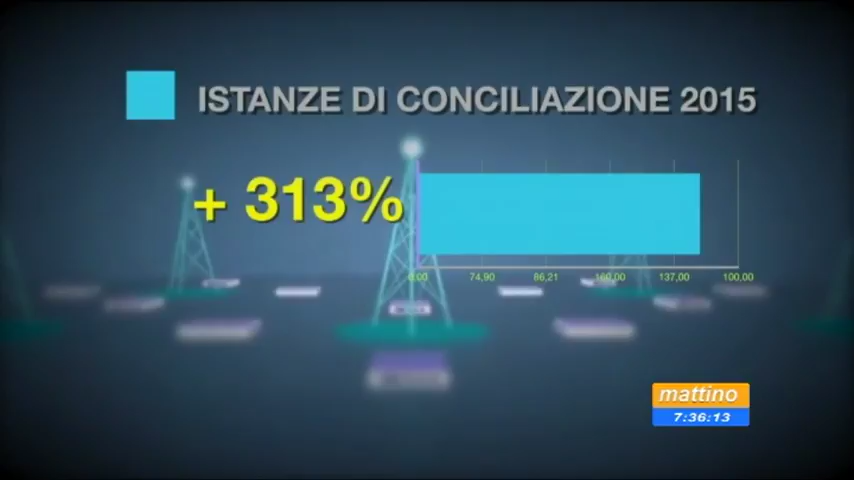 ISTANZE DI CONCILIAZIONE 2015
+ 313%
0,00 74,90 86,21 160,00 137,00 100,00
mattino
7:36:13